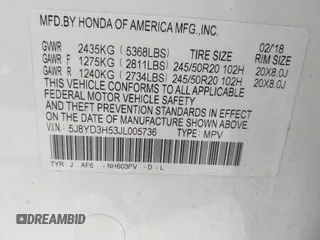 MFD.BY HONDA OF AMERICA MFG.,INC.
GVWR 2435KG ( 5368LBS) TIRE SIZE 02/18 RIM SIZE
GAWR F 1275KG ( 2811LBS) 245/50R20 102H 20X8.0J
GAWR R 1240KG ( 2734LBS) 245/50R20 102H 20X8.0J
THIS VEHICLE CONFORMS TO ALL APPLICABLE
FEDERAL MOTOR VEHICLE SAFETY STANDARDS
IN EFFECT ON THE DATE OF MANUFACTURE SHOWN ABOVE.
V.I.N: 5J8YD3H53JL005736 TYPE: MPV
TYR J AF6 - NH603PV - D - L
DREAMBID